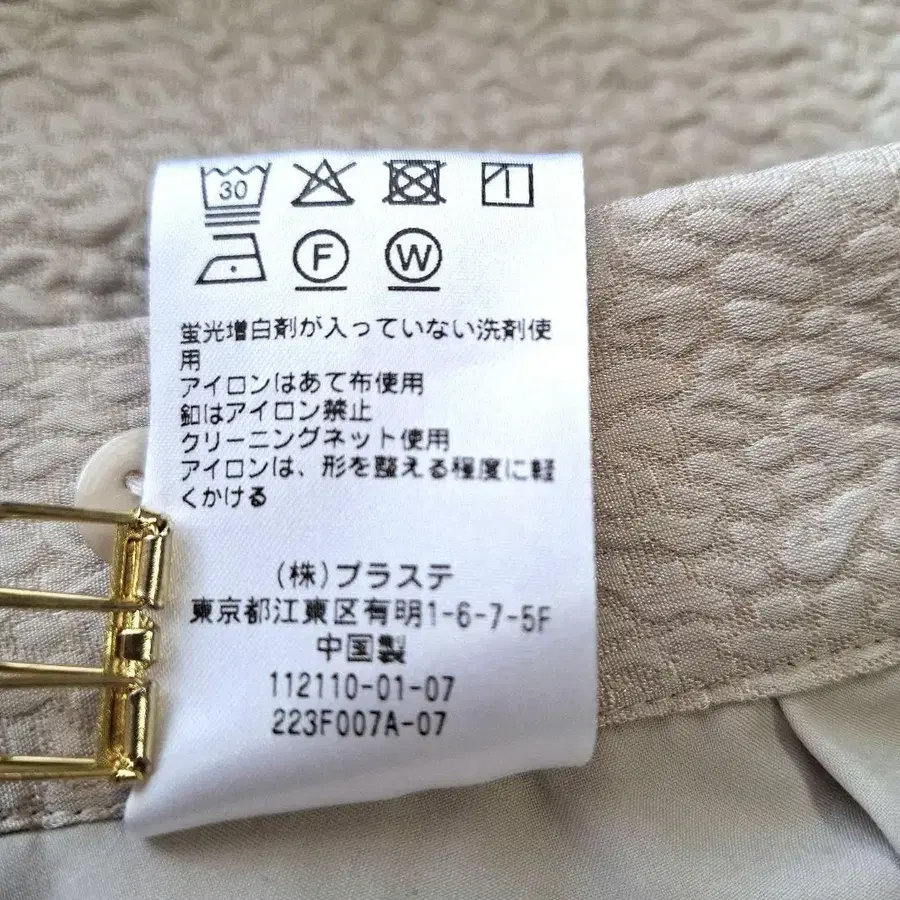 30
F W
蛍光増白剤が入っていない洗剤使
用
アイロンはあて布使用
釦はアイロン禁止
クリーニングネット使用
アイロンは、形を整える程度に軽
くかける
(株)プラステ
東京都江東区有明1-6-7-5F
中国製
112110-01-07
223F007A-07